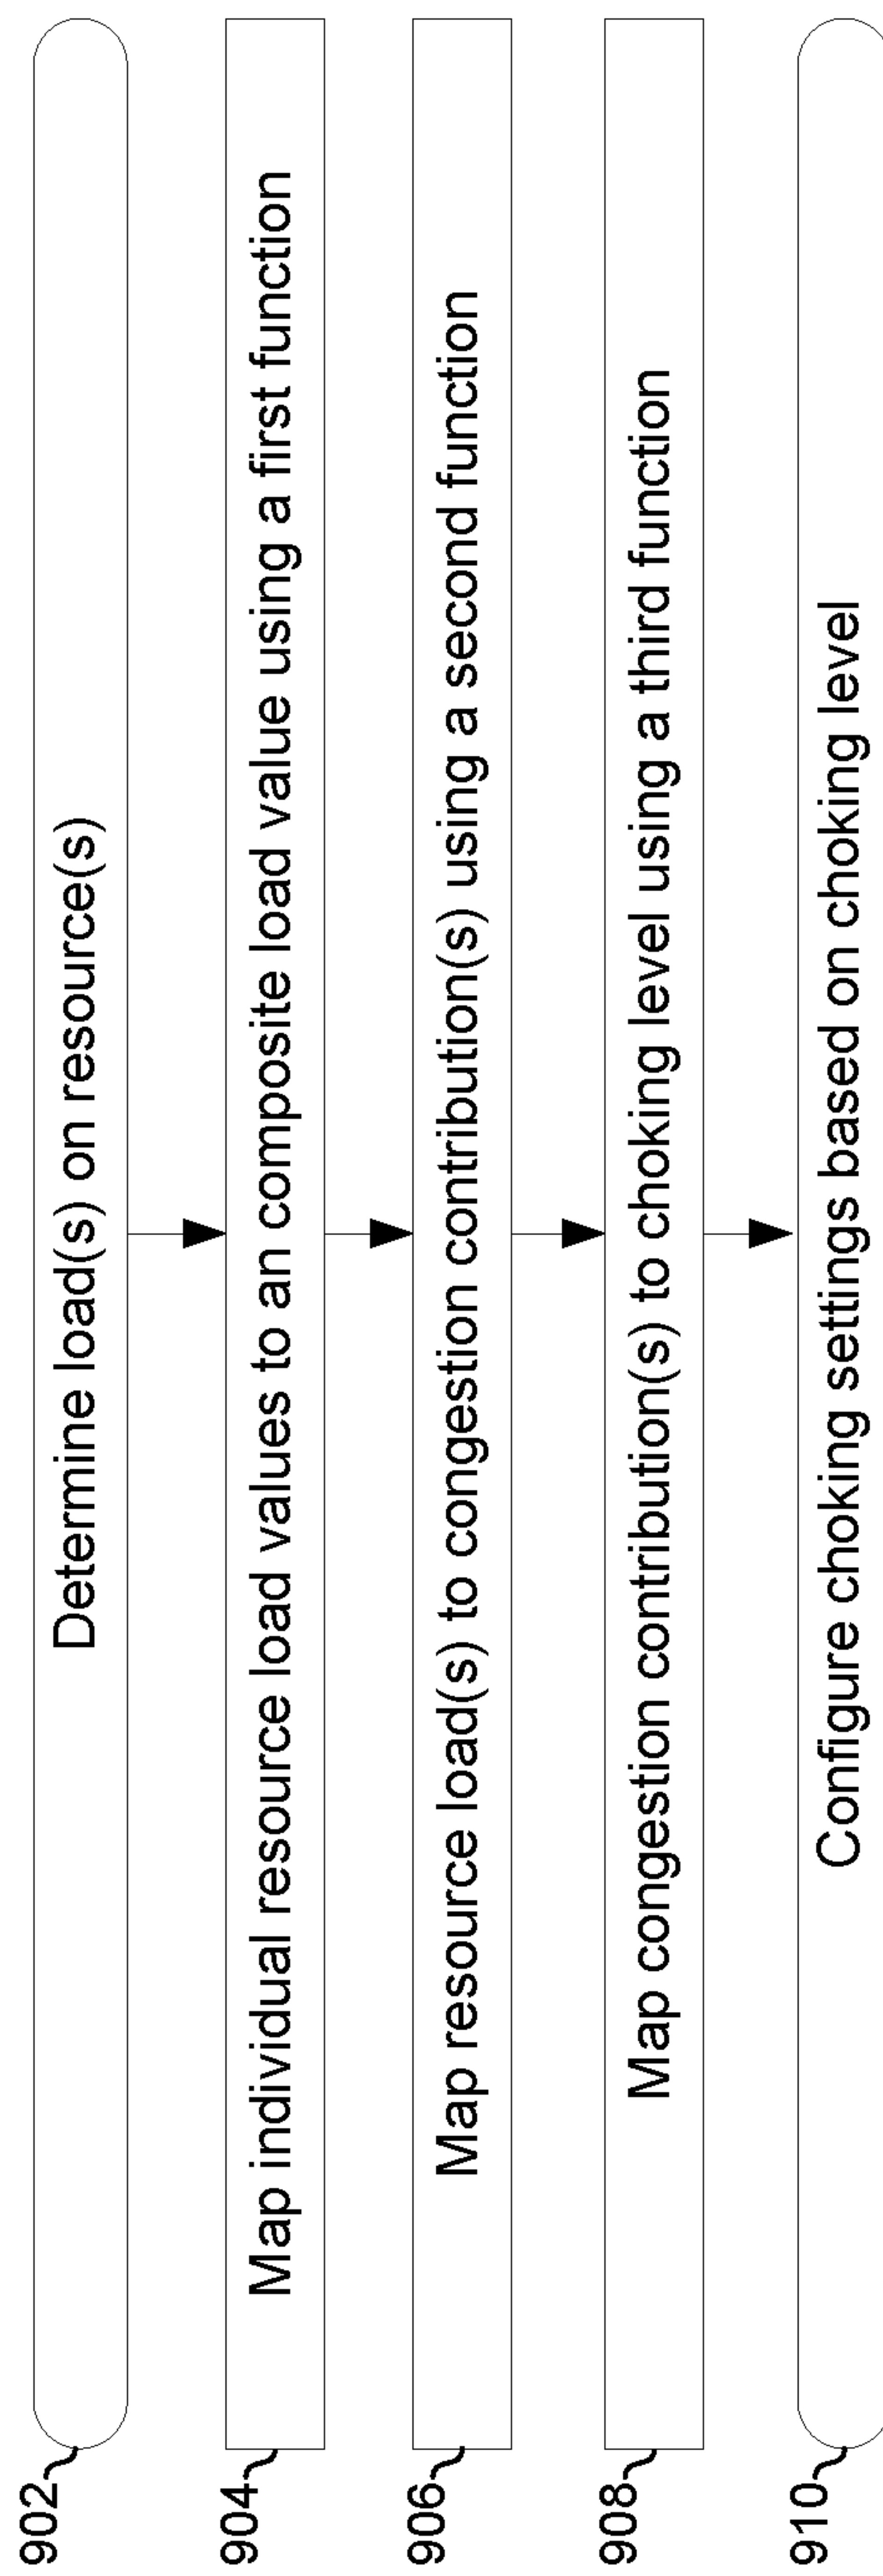 902
Determine load(s) on resource(s)
904
Map individual resource load values to an composite load value using a first function
906
Map resource load(s) to congestion contribution(s) using a second function
908
Map congestion contribution(s) to choking level using a third function
910
Configure choking settings based on choking level